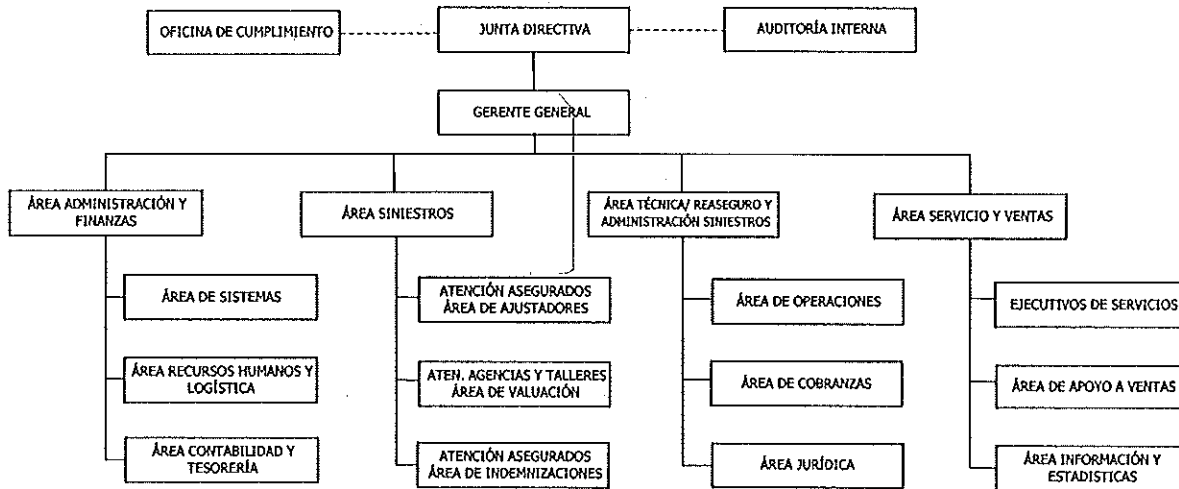 OFICINA DE CUMPLIMIENTO
JUNTA DIRECTIVA
AUDITORÍA INTERNA
GERENTE GENERAL
ÁREA ADMINISTRACIÓN Y
FINANZAS
ÁREA SINIESTROS
ÁREA TÉCNICA/ REASEGURO Y
ADMINISTRACIÓN SINIESTROS
ÁREA SERVICIO Y VENTAS
ÁREA DE SISTEMAS
ATENCIÓN ASEGURADOS
ÁREA DE AJUSTADORES
ÁREA DE OPERACIONES
EJECUTIVOS DE SERVICIOS
ÁREA RECURSOS HUMANOS Y
LOGÍSTICA
ATEN. AGENCIAS Y TALLERES
ÁREA DE VALUACIÓN
ÁREA DE COBRANZAS
ÁREA DE APOYO A VENTAS
ÁREA CONTABILIDAD Y
TESORERÍA
ATENCIÓN ASEGURADOS
ÁREA DE INDEMNIZACIONES
ÁREA JURÍDICA
ÁREA INFORMACIÓN Y
ESTADISTICAS